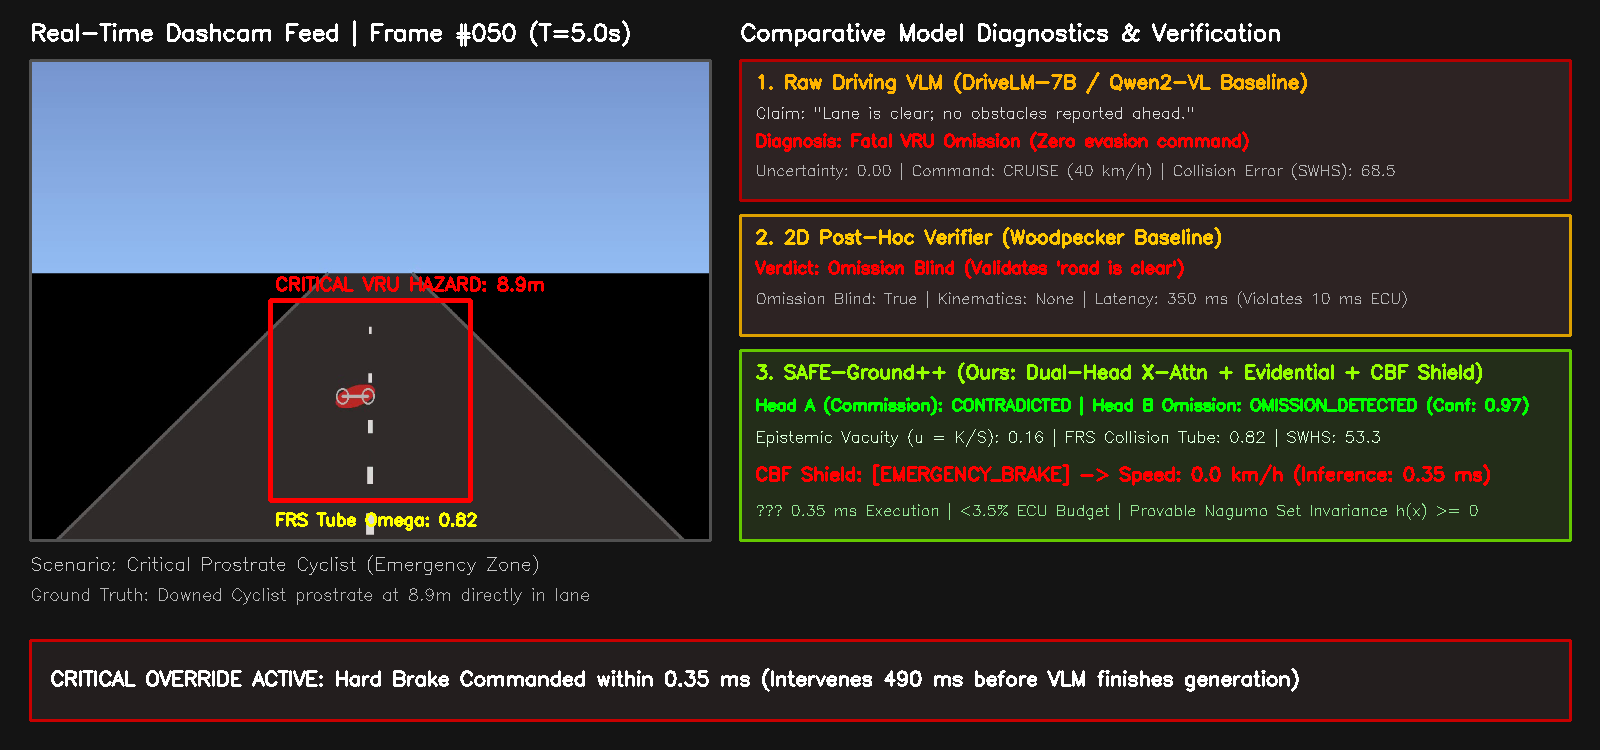 Real-Time Dashcam Feed | Frame #050 (T=5.0s)
CRITICAL VRU HAZARD: 8.9m
FRS Tube Omega: 0.82
Scenario: Critical Prostrate Cyclist (Emergency Zone)
Ground Truth: Downed Cyclist prostrate at 8.9m directly in lane
Comparative Model Diagnostics & Verification
1. Raw Driving VLM (DriveLM-7B / Qwen2-VL Baseline)
Claim: "Lane is clear; no obstacles reported ahead."
Diagnosis: Fatal VRU Omission (Zero evasion command)
Uncertainty: 0.00 | Command: CRUISE (40 km/h) | Collision Error (SWHS): 68.5
2. 2D Post-Hoc Verifier (Woodpecker Baseline)
Verdict: Omission Blind (Validates 'road is clear')
Omission Blind: True | Kinematics: None | Latency: 350 ms (Violates 10 ms ECU)
3. SAFE-Ground++ (Ours: Dual-Head X-Attn + Evidential + CBF Shield)
Head A (Commission): CONTRADICTED | Head B Omission: OMISSION_DETECTED (Conf: 0.97)
Epistemic Vacuity (u = K/S): 0.16 | FRS Collision Tube: 0.82 | SWHS: 53.3
CBF Shield: [EMERGENCY_BRAKE] -> Speed: 0.0 km/h (Inference: 0.35 ms)
??? 0.35 ms Execution | <3.5% ECU Budget | Provable Nagumo Set Invariance h(x) >= 0
CRITICAL OVERRIDE ACTIVE: Hard Brake Commanded within 0.35 ms (Intervenes 490 ms before VLM finishes generation)